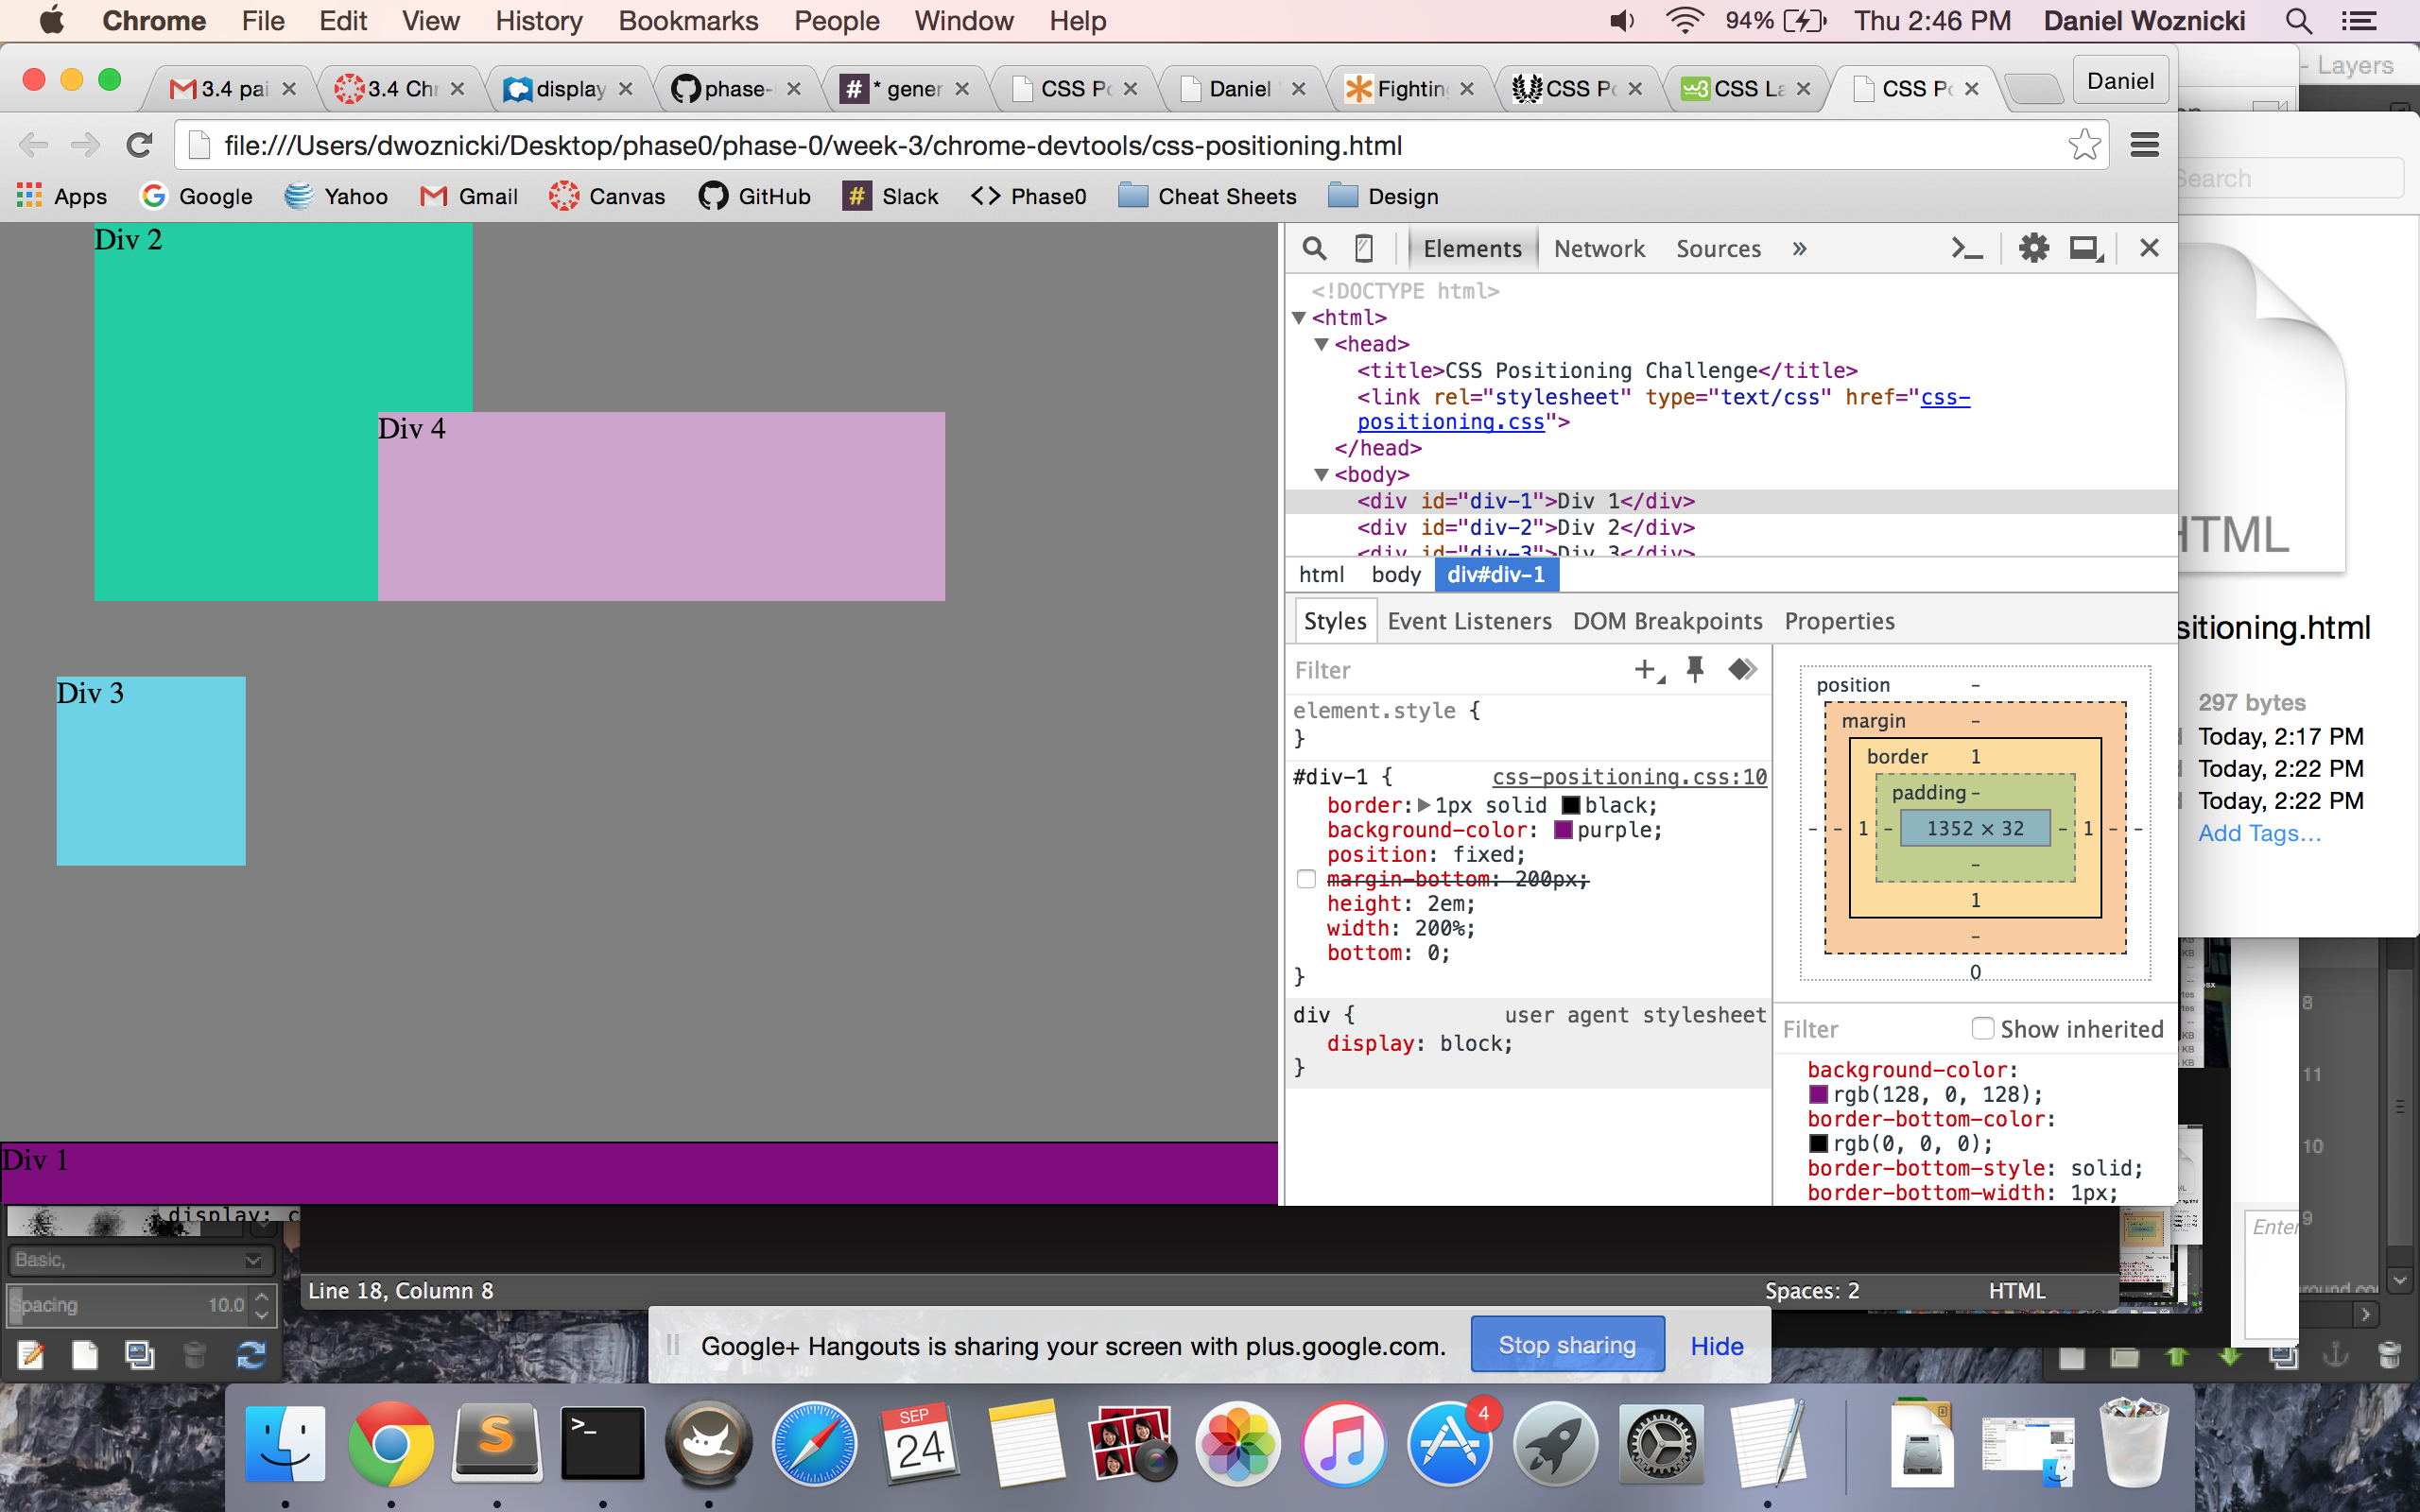 Chrome File Edit View History Bookmarks People Window Help 94% Thu 2:46 PM Daniel Woznicki
3.4 pai 3.4 Chr display phase- * gener CSS Po Daniel Fighting CSS Po CSS La CSS Po Daniel
- Layers
file:///Users/dwoznicki/Desktop/phase0/phase-0/week-3/chrome-devtools/css-positioning.html
Search
Apps Google Yahoo Gmail Canvas GitHub Slack Phase0 Cheat Sheets Design
Div 2
Div 4
Div 3
Div 1
Elements Network Sources »
<!DOCTYPE html>
<html>
<head>
<title>CSS Positioning Challenge</title>
<link rel="stylesheet" type="text/css" href="css-
positioning.css">
</head>
<body>
<div id="div-1">Div 1</div>
<div id="div-2">Div 2</div>
<div id="div-3">Div 3</div>
html body div#div-1
Styles Event Listeners DOM Breakpoints Properties
Filter
element.style {
}
#div-1 { css-positioning.css:10
border: 1px solid black;
background-color: purple;
position: fixed;
margin-bottom: 200px;
height: 2em;
width: 200%;
bottom: 0;
}
div { user agent stylesheet
display: block;
}
position -
margin -
border 1
padding -
- - 1 - 1352 × 32 - 1 - -
-
1
-
0
Filter Show inherited
background-color:
rgb(128, 0, 128);
border-bottom-color:
rgb(0, 0, 0);
border-bottom-style: solid;
border-bottom-width: 1px;
HTML
sitioning.html
297 bytes
Today, 2:17 PM
Today, 2:22 PM
Today, 2:22 PM
Add Tags...
8
11
10
9
Enter
display: c
Basic,
Spacing 10.0
Line 18, Column 8 Spaces: 2 HTML
Google+ Hangouts is sharing your screen with plus.google.com. Stop sharing Hide
SEP
24
4